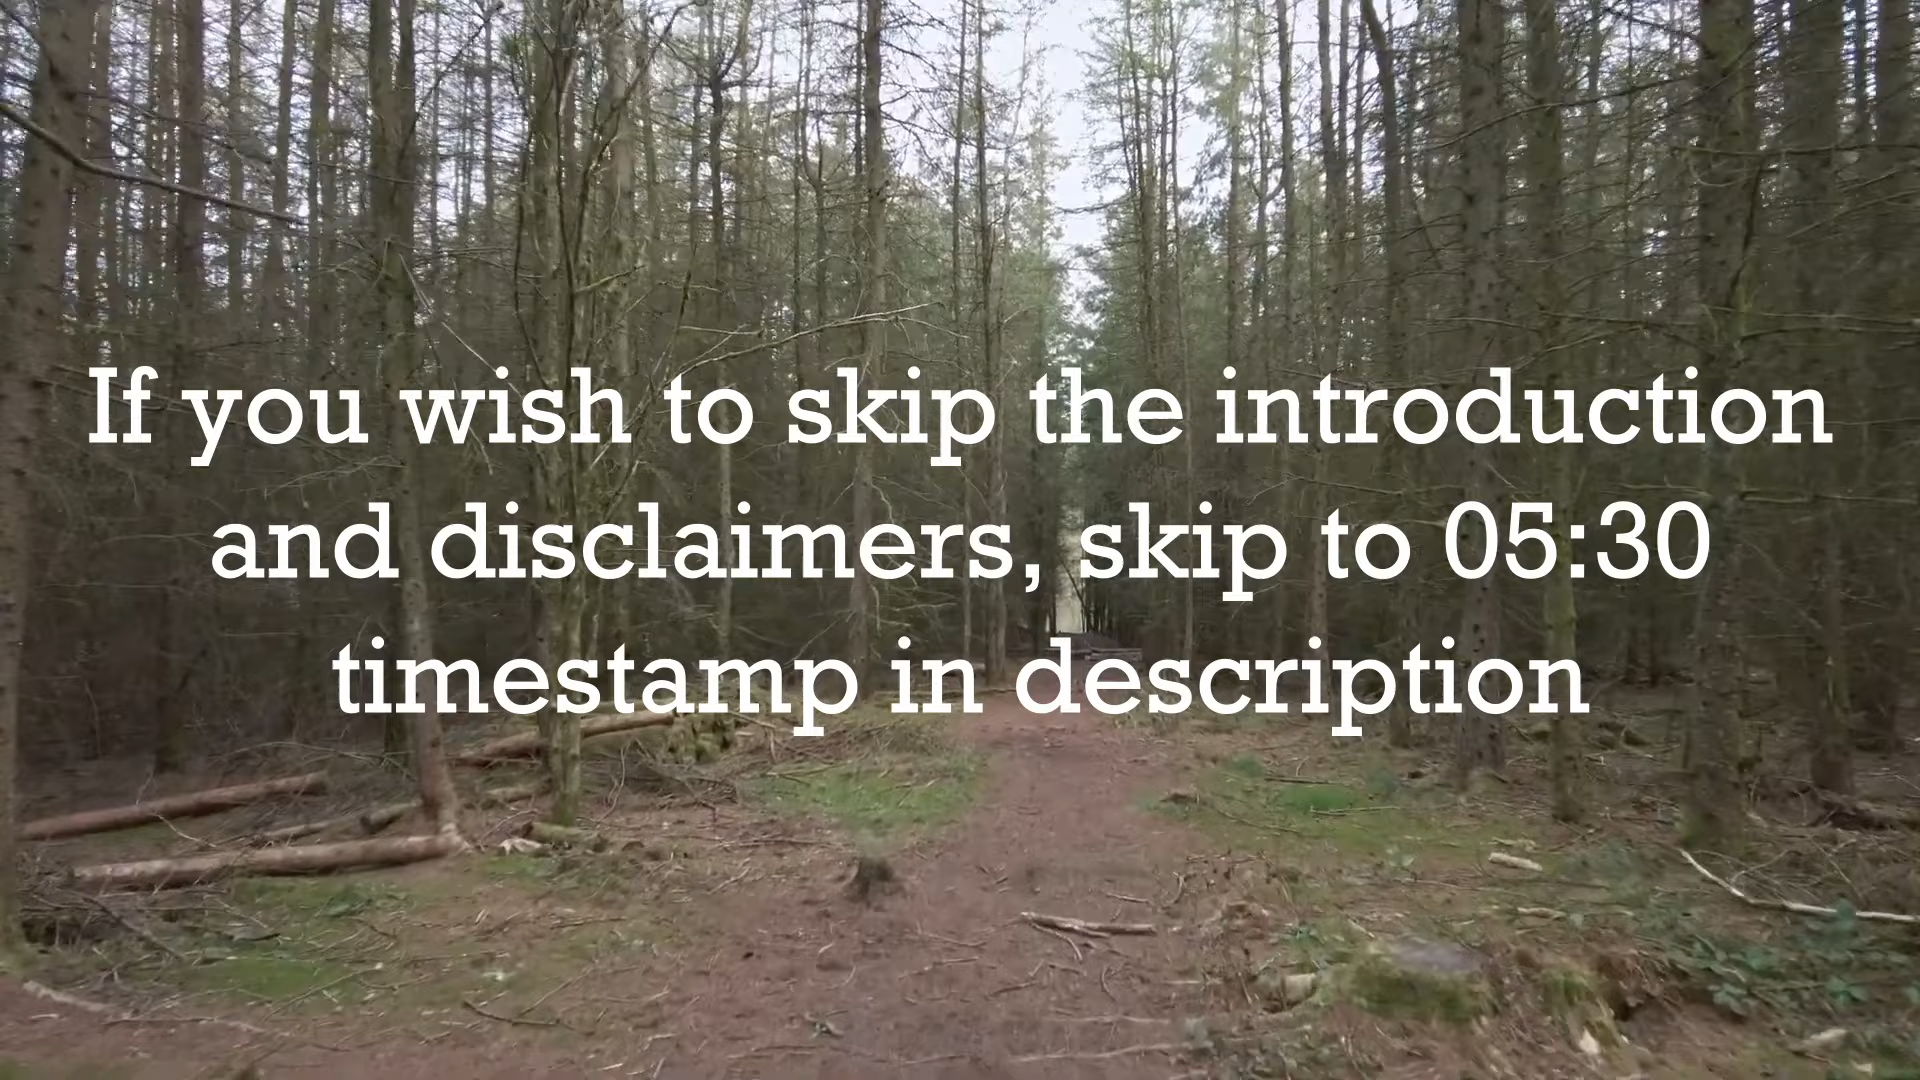 If you wish to skip the introduction
and disclaimers, skip to 05:30
timestamp in description